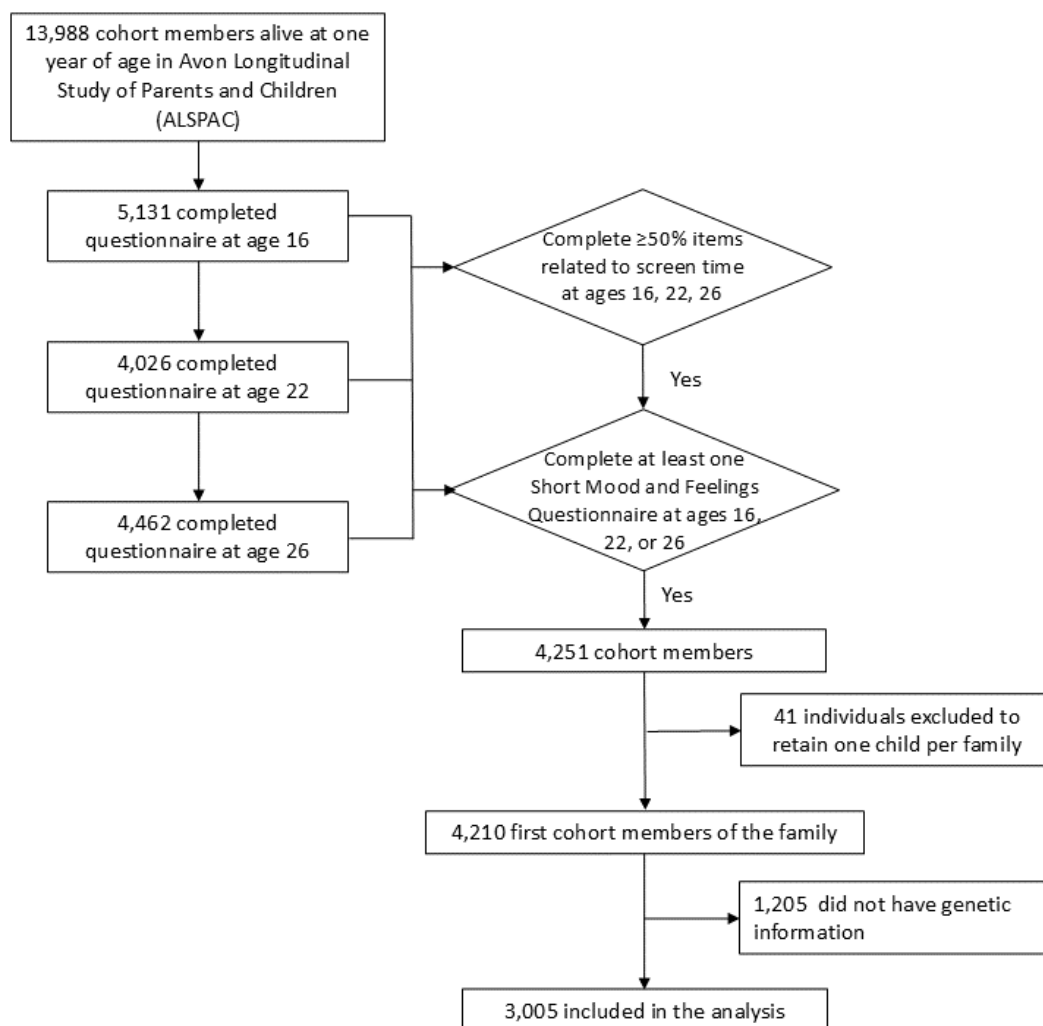 13,988 cohort members alive at one
year of age in Avon Longitudinal
Study of Parents and Children
(ALSPAC)
5,131 completed
questionnaire at age 16
Complete ≥50% items
related to screen time
at ages 16, 22, 26
4,026 completed
questionnaire at age 22
Yes
Complete at least one
Short Mood and Feelings
Questionnaire at ages 16,
22, or 26
4,462 completed
questionnaire at age 26
Yes
4,251 cohort members
41 individuals excluded to
retain one child per family
4,210 first cohort members of the family
1,205 did not have genetic
information
3,005 included in the analysis